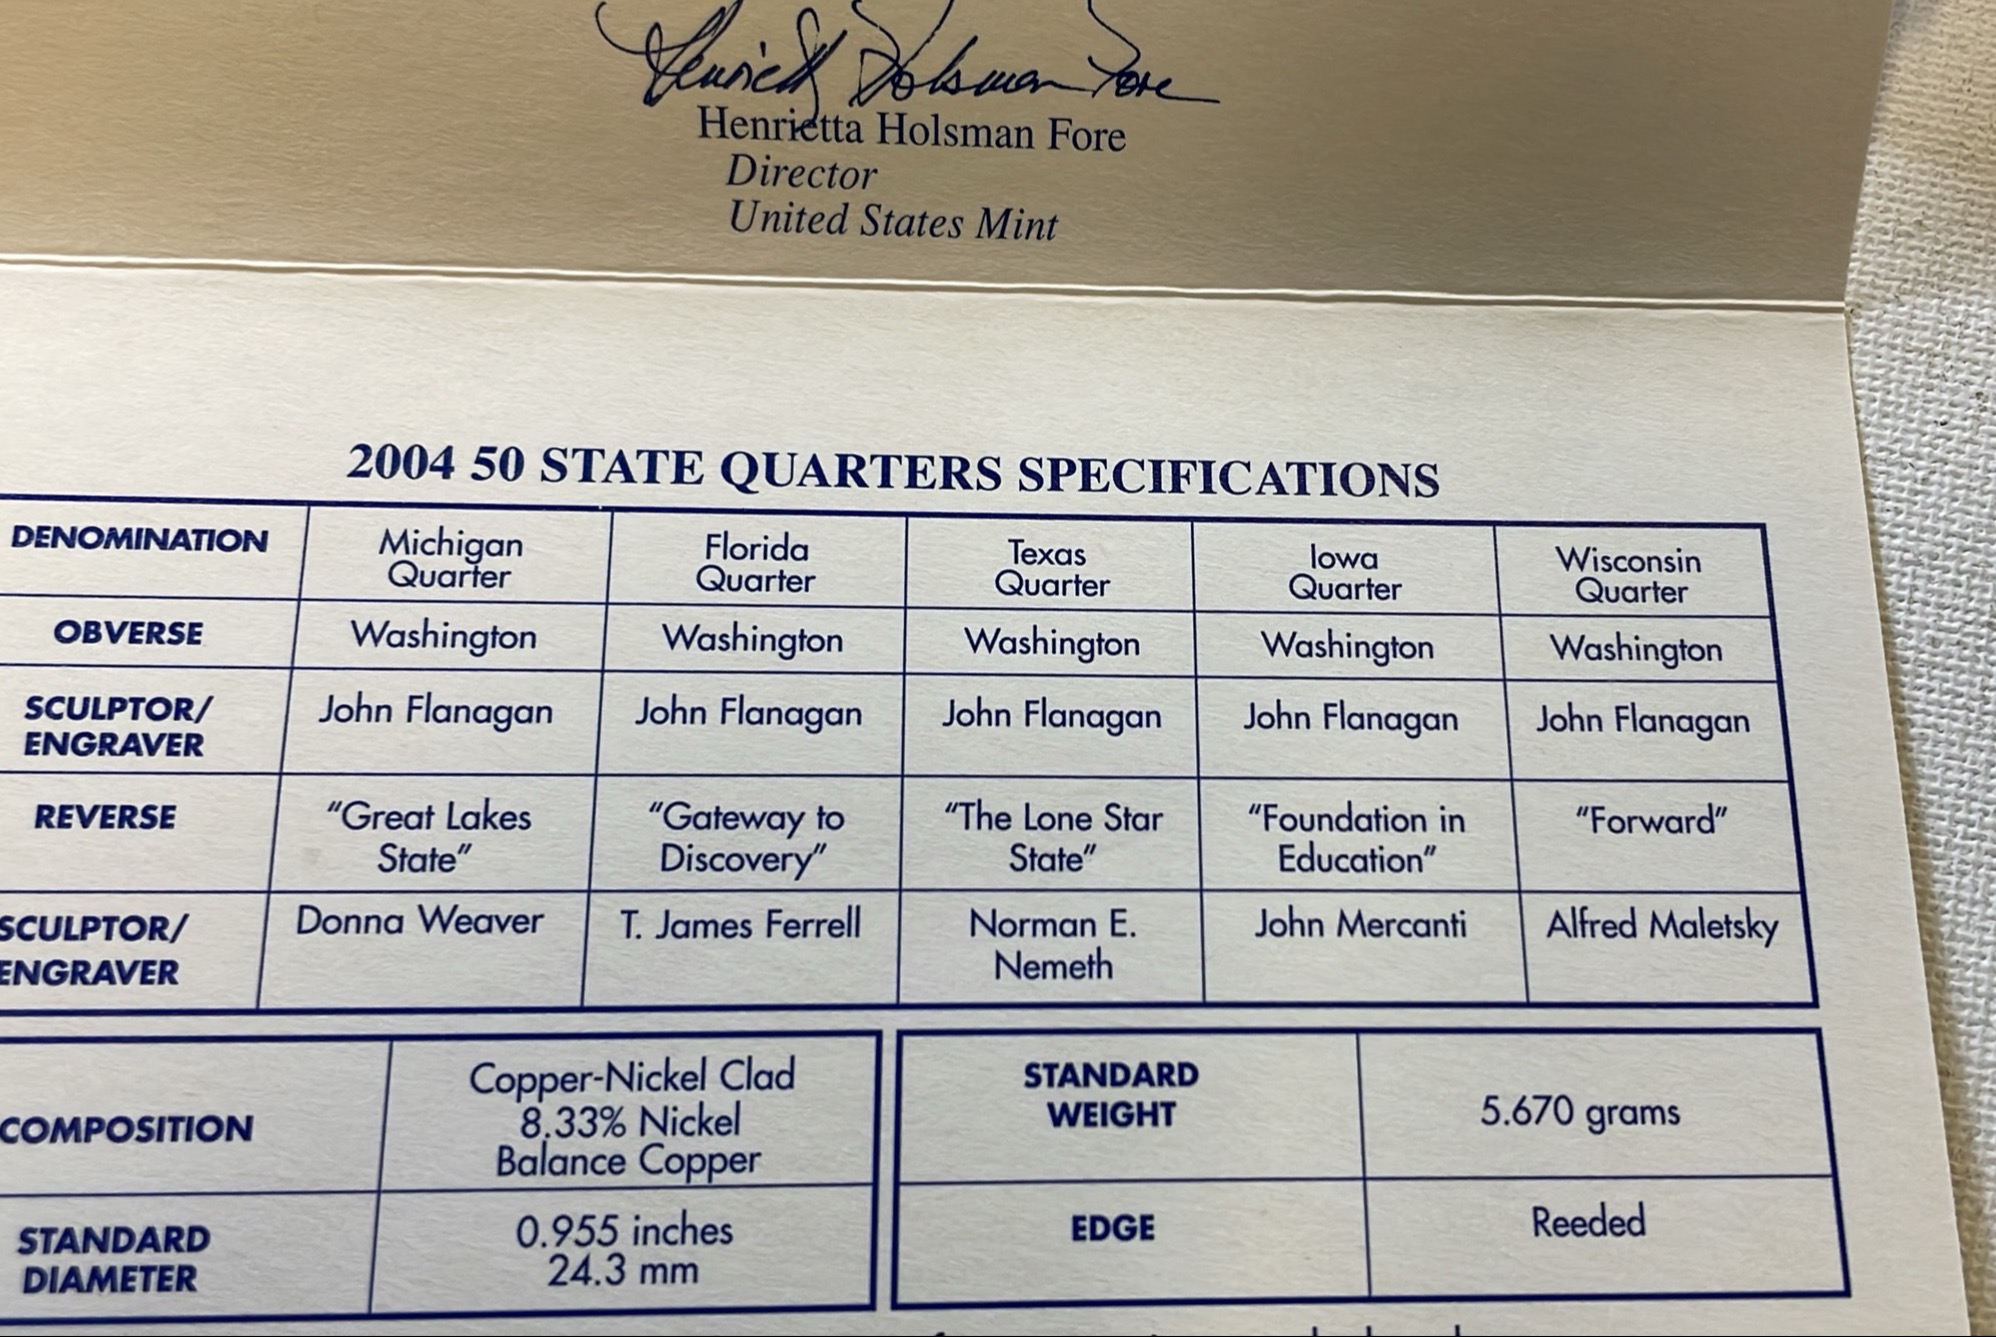 Henrietta Holsman Fore
Henrietta Holsman Fore
Director
United States Mint
2004 50 STATE QUARTERS SPECIFICATIONS
DENOMINATION
Michigan
Quarter
Florida
Quarter
Texas
Quarter
Iowa
Quarter
Wisconsin
Quarter
OBVERSE
Washington
Washington
Washington
Washington
Washington
SCULPTOR/
ENGRAVER
John Flanagan
John Flanagan
John Flanagan
John Flanagan
John Flanagan
REVERSE
“Great Lakes
State”
“Gateway to
Discovery”
“The Lone Star
State”
“Foundation in
Education”
“Forward”
SCULPTOR/
ENGRAVER
Donna Weaver
T. James Ferrell
Norman E.
Nemeth
John Mercanti
Alfred Maletsky
COMPOSITION
Copper-Nickel Clad
8.33% Nickel
Balance Copper
STANDARD
WEIGHT
5.670 grams
STANDARD
DIAMETER
0.955 inches
24.3 mm
EDGE
Reeded